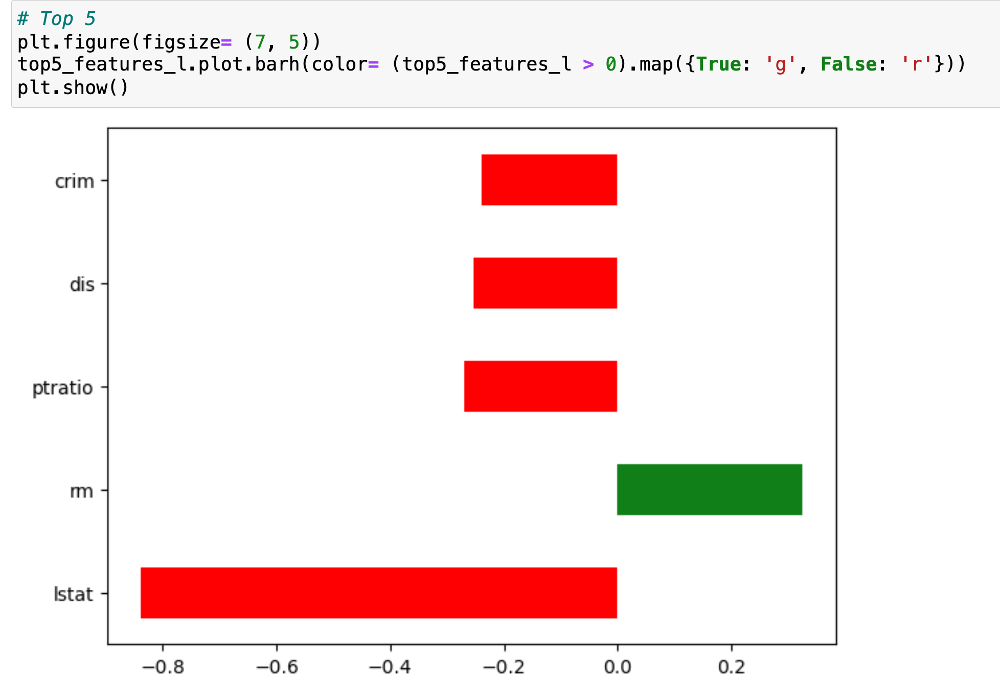 # Top 5
plt.figure(figsize= (7, 5))
top5_features_l.plot.barh(color= (top5_features_l > 0).map({True: 'g', False: 'r'}))
plt.show()
crim
dis
ptratio
rm
lstat
−0.8 −0.6 −0.4 −0.2 0.0 0.2